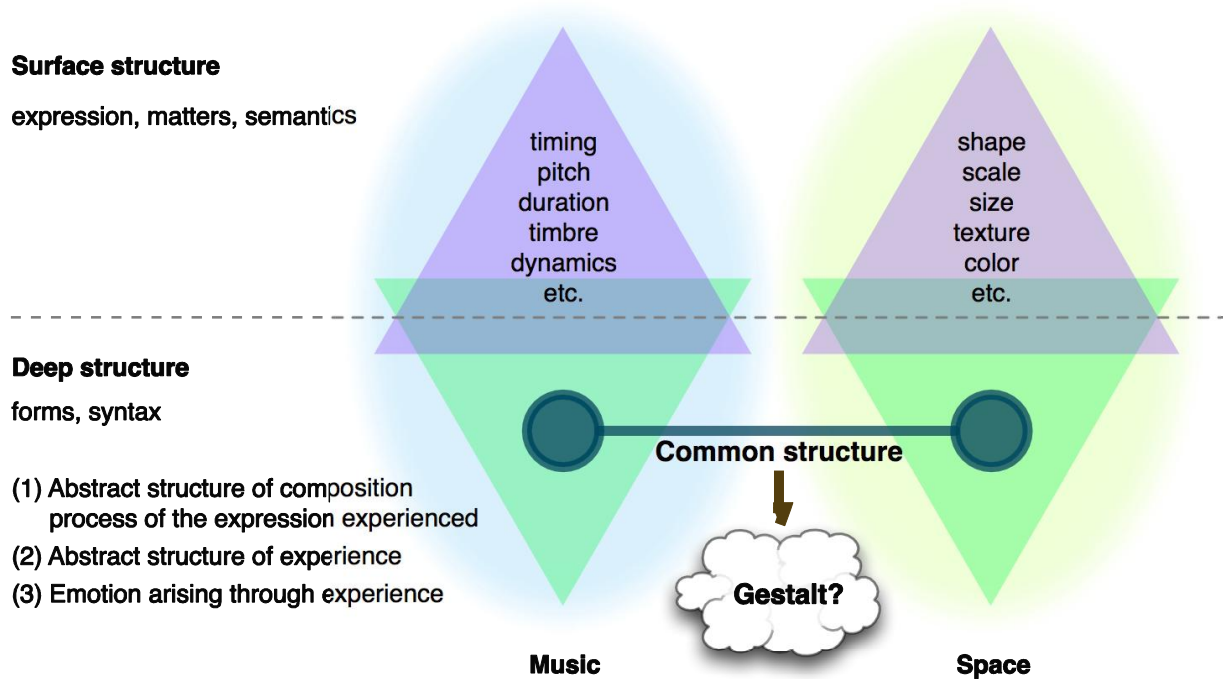 Surface structure
expression, matters, semantics
timing
pitch
duration
timbre
dynamics
etc.
shape
scale
size
texture
color
etc.
Deep structure
forms, syntax
(1) Abstract structure of composition
process of the expression experienced
(2) Abstract structure of experience
(3) Emotion arising through experience
Common structure
Gestalt?
Music
Space